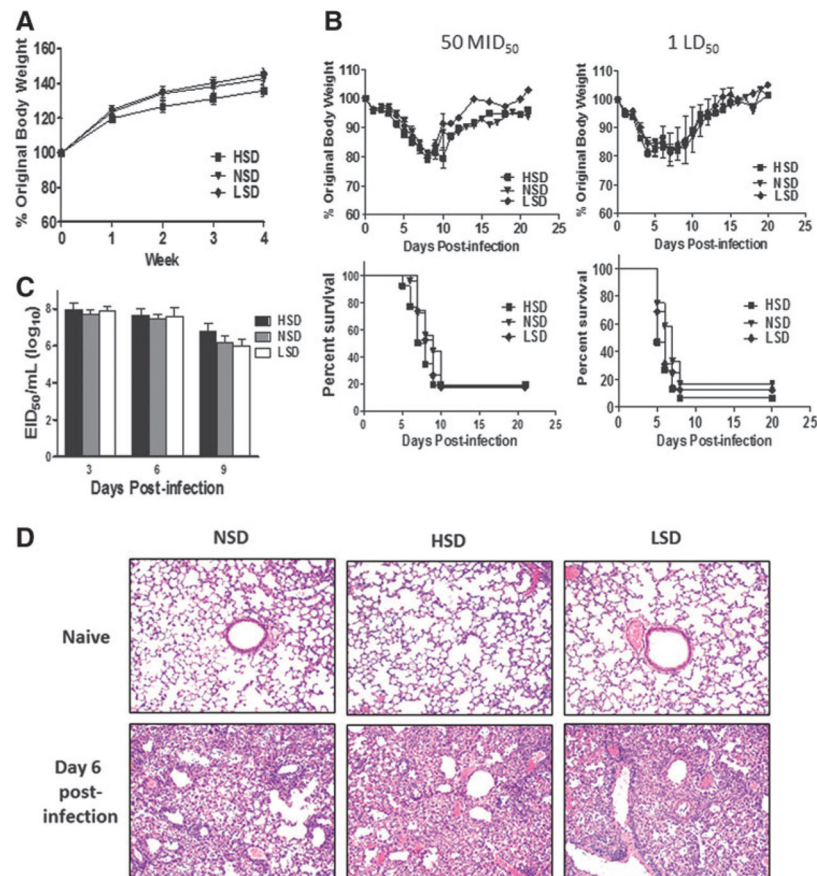 A
% Original Body Weight
160
140
120
100
80
60
0
1
2
3
4
Week
HSD
NSD
LSD
B
50 MID₅₀
% Original Body Weight
110
100
90
80
70
60
0
5
10
15
20
25
Days Post-infection
HSD
NSD
LSD
1 LD₅₀
% Original Body Weight
110
100
90
80
70
60
0
5
10
15
20
25
Days Post-infection
HSD
NSD
LSD
Percent survival
100
80
60
40
20
0
0
5
10
15
20
25
Days Post-infection
HSD
NSD
LSD
Percent survival
100
80
60
40
20
0
0
5
10
15
20
25
Days Post-infection
HSD
NSD
LSD
C
EID₅₀/mL (log₁₀)
8
6
4
2
0
3
6
9
Days Post-infection
HSD
NSD
LSD
D
NSD
HSD
LSD
Naive
Day 6
post-
infection